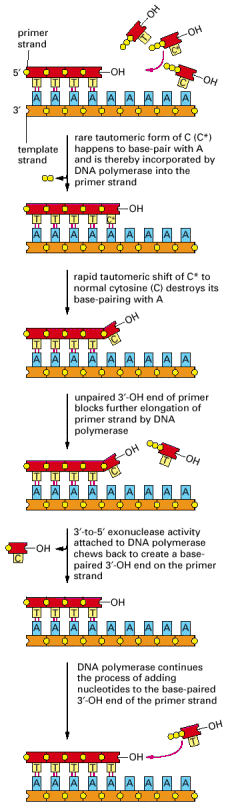 primer
strand
OH
T
OH
C
OH
C
5′
OH
T T T T
A A A A A A A A A
3′
template
strand
rare tautomeric form of C (C*)
happens to base-pair with A
and is thereby incorporated by
DNA polymerase into the
primer strand
OH
T T T T C*
A A A A A A A A A
rapid tautomeric shift of C* to
normal cytosine (C) destroys its
base-pairing with A
OH
T T T T C
A A A A A A A A A
unpaired 3′-OH end of primer
blocks further elongation of
primer strand by DNA
polymerase
OH
T T T T C
T
OH
A A A A A A A A A
3′-to-5′ exonuclease activity
attached to DNA polymerase
chews back to create a base-
paired 3′-OH end on the primer
strand
OH
C
OH
T T T T
A A A A A A A A A
DNA polymerase continues
the process of adding
nucleotides to the base-paired
3′-OH end of the primer strand
OH
T
OH
T T T T
A A A A A A A A A